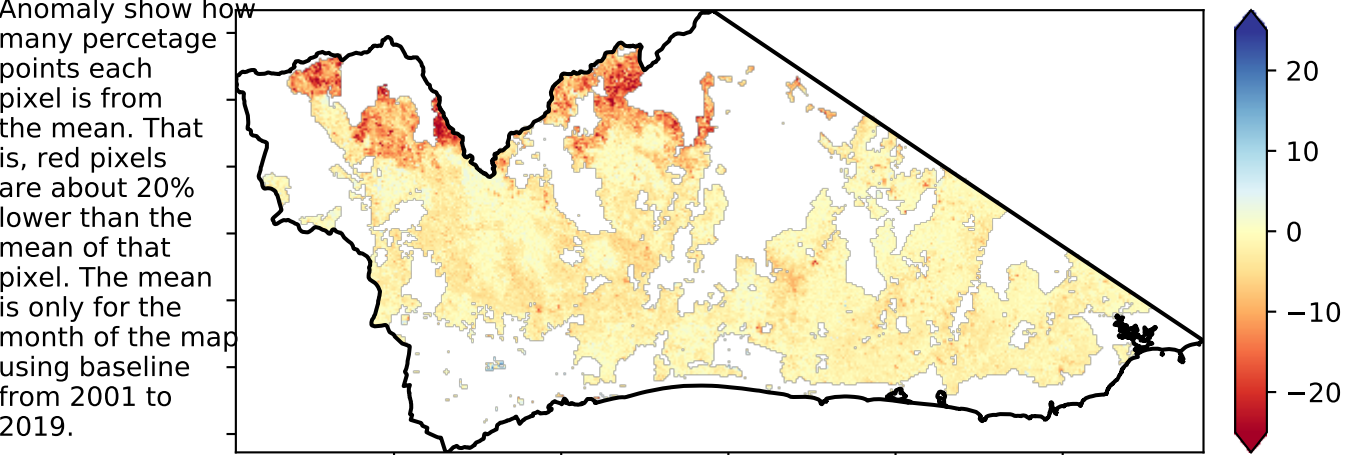 Anomaly show how
many percetage
points each
pixel is from
the mean. That
is, red pixels
are about 20%
lower than the
mean of that
pixel. The mean
is only for the
month of the map
using baseline
from 2001 to
2019.
20
10
0
−10
−20